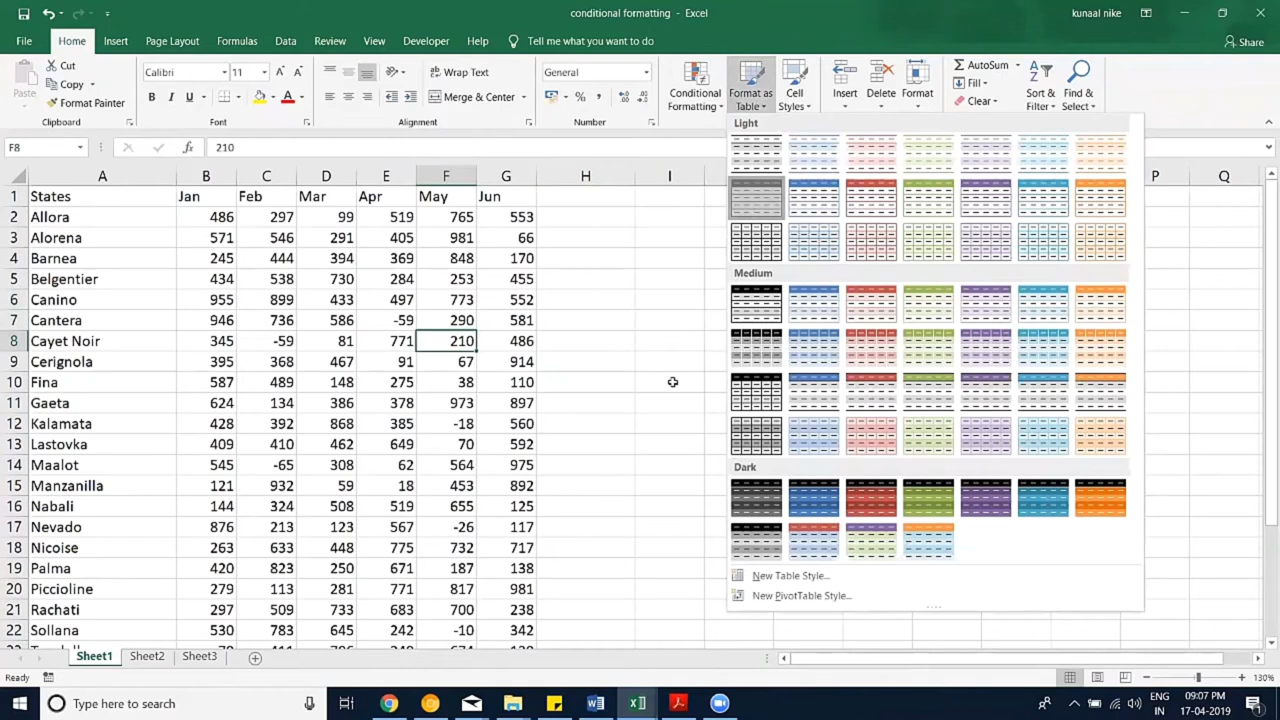 conditional formatting - Excel
kunaal nike
File Home Insert Page Layout Formulas Data Review View Developer Help Tell me what you want to do Share
Paste
Cut
Copy
Format Painter
Calibri 11
B I U
Wrap Text
Merge & Center
General
Conditional Formatting
Format as Table
Cell Styles
Insert
Delete
Format
AutoSum
Fill
Clear
Sort & Filter
Find & Select
Clipboard Font Alignment Number
F8 210
A B C D E F G H I P Q
1 States Jan Feb Mar Apr May Jun
2 Allora 486 297 99 519 765 553
3 Alorena 571 546 291 405 981 66
4 Barnea 245 444 394 369 848 170
5 Belgentier 434 538 730 284 253 455
6 Canino 955 899 433 497 773 552
7 Cantera 946 736 586 -59 290 581
8 Cayet Noir 345 -59 81 771 210 486
9 Cerignola 395 368 467 91 67 914
10 Fina 587 489 148 275 38 110
11 Gaeta 624 134 386 378 973 897
12 Kalamata 428 392 868 385 -18 560
13 Lastovka 409 410 462 649 70 592
14 Maalot 545 -65 308 62 564 975
15 Manzanilla 121 932 59 18 453 892
16 Nabali 144 324 508 513 655 125
17 Nevado 876 213 123 567 -26 117
18 Nicoise 263 633 448 775 732 717
19 Palma 420 823 250 671 187 138
20 Piccioline 279 113 281 771 817 981
21 Rachati 297 509 733 683 700 238
22 Sollana 530 783 645 242 -10 342
Light
Medium
Dark
New Table Style...
New PivotTable Style...
Sheet1 Sheet2 Sheet3
Ready
130%
Type here to search
ENG
IN
09:07 PM
17-04-2019